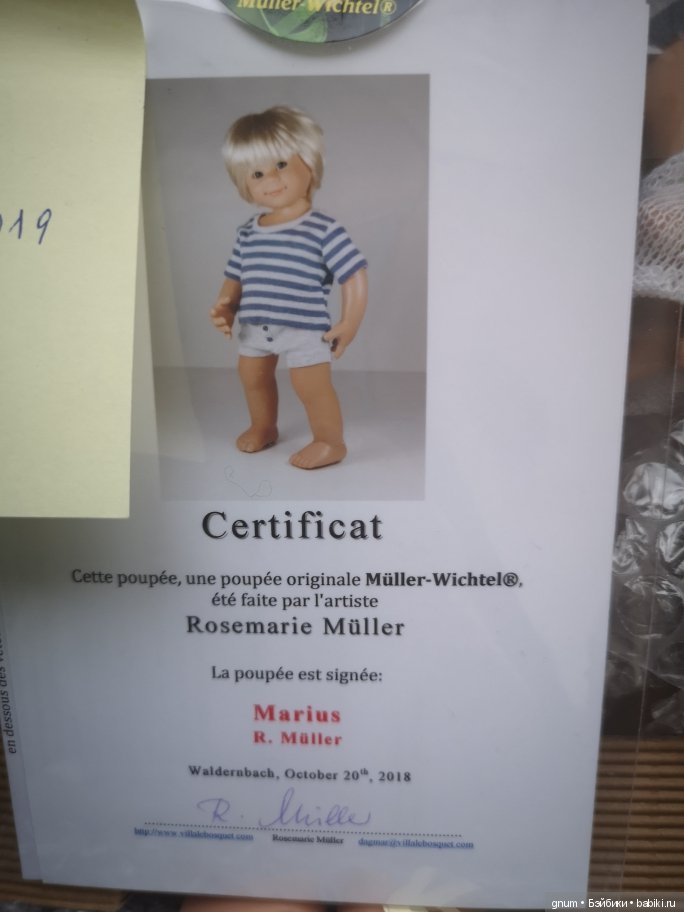 Müller-Wichtel®
19
Certificat
Cette poupée, une poupée originale Müller-Wichtel®,
été faite par l'artiste
Rosemarie Müller
La poupée est signée:
Marius
R. Müller
Waldernbach, October 20th, 2018
R. Müller
http://www.villalebosquet.com Rosemarie Müller dagmar@villalebosquet.com
en dessous des
gnum • Бэйбики • babiki.ru